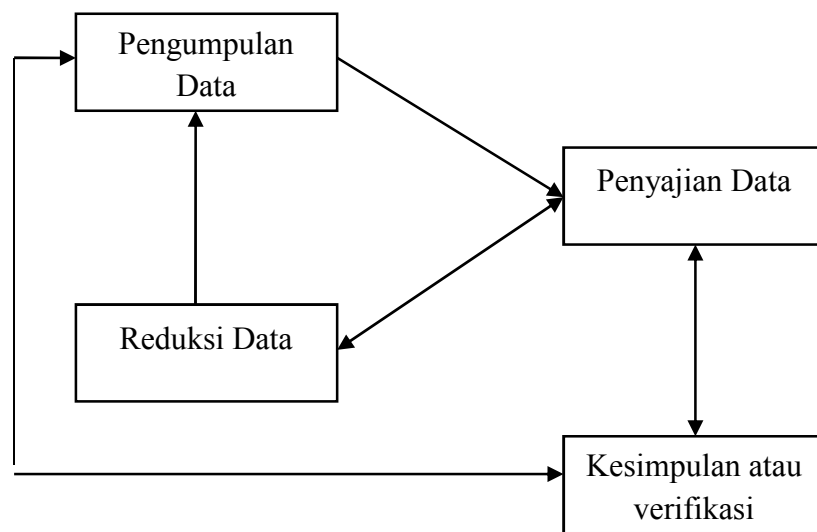 Pengumpulan
Data
Penyajian Data
Reduksi Data
Kesimpulan atau
verifikasi